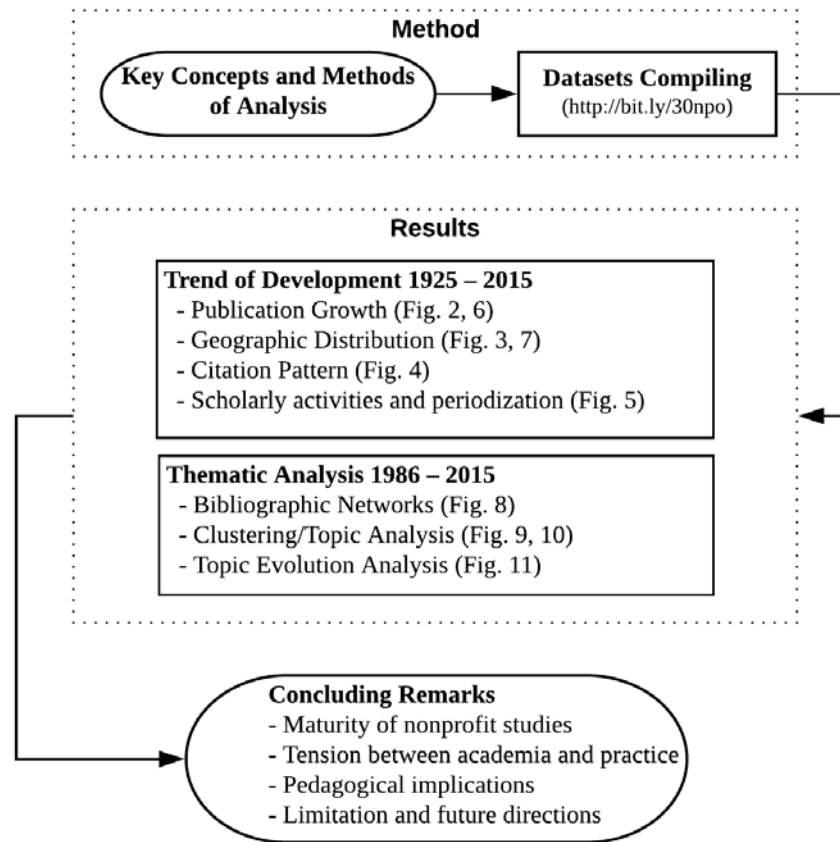 Method
Key Concepts and Methods
of Analysis
Datasets Compiling
(http://bit.ly/30npo)
Results
Trend of Development 1925 – 2015
- Publication Growth (Fig. 2, 6)
- Geographic Distribution (Fig. 3, 7)
- Citation Pattern (Fig. 4)
- Scholarly activities and periodization (Fig. 5)
Thematic Analysis 1986 – 2015
- Bibliographic Networks (Fig. 8)
- Clustering/Topic Analysis (Fig. 9, 10)
- Topic Evolution Analysis (Fig. 11)
Concluding Remarks
- Maturity of nonprofit studies
- Tension between academia and practice
- Pedagogical implications
- Limitation and future directions